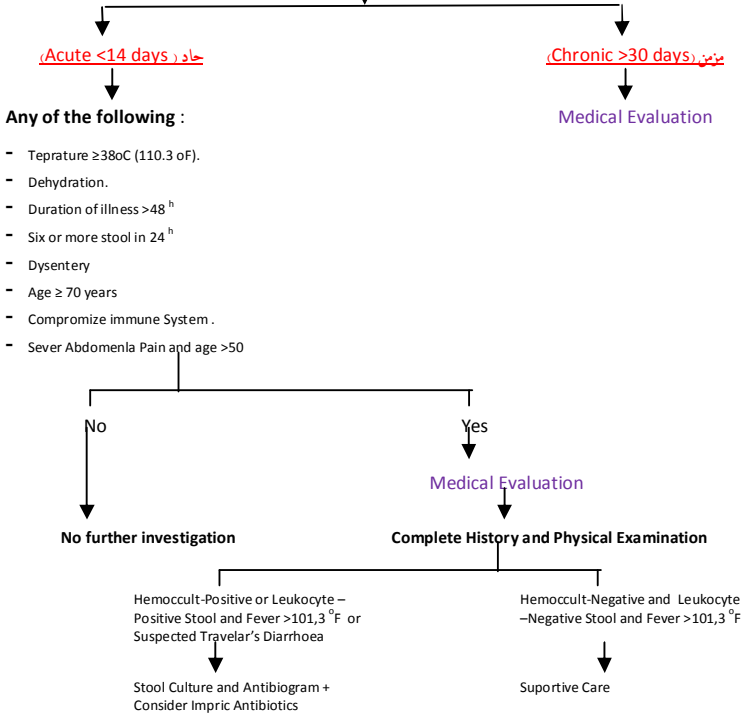 (Acute <14 days ) حاد
(Chronic >30 days) مزمن
Any of the following :
Medical Evaluation
- Teprature ≥38oC (110.3 oF).
- Dehydration.
- Duration of illness >48 h
- Six or more stool in 24 h
- Dysentery
- Age ≥ 70 years
- Compromize immune System .
- Sever Abdomenla Pain and age >50
No
Yes
Medical Evaluation
No further investigation
Complete History and Physical Examination
Hemoccult-Positive or Leukocyte –
Positive Stool and Fever >101,3 °F or
Suspected Travelar's Diarrhoea
Hemoccult-Negative and Leukocyte
–Negative Stool and Fever >101,3 °F
Stool Culture and Antibiogram +
Consider Impric Antibiotics
Suportive Care